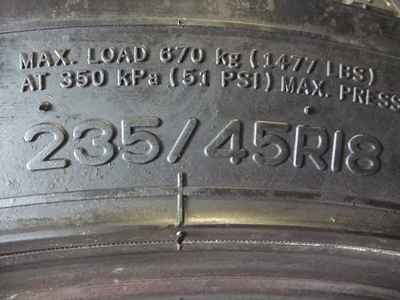 MAX. LOAD 670 kg (1477 LBS)
AT 350 kPa (51 PSI) MAX. PRESS
235/45R18